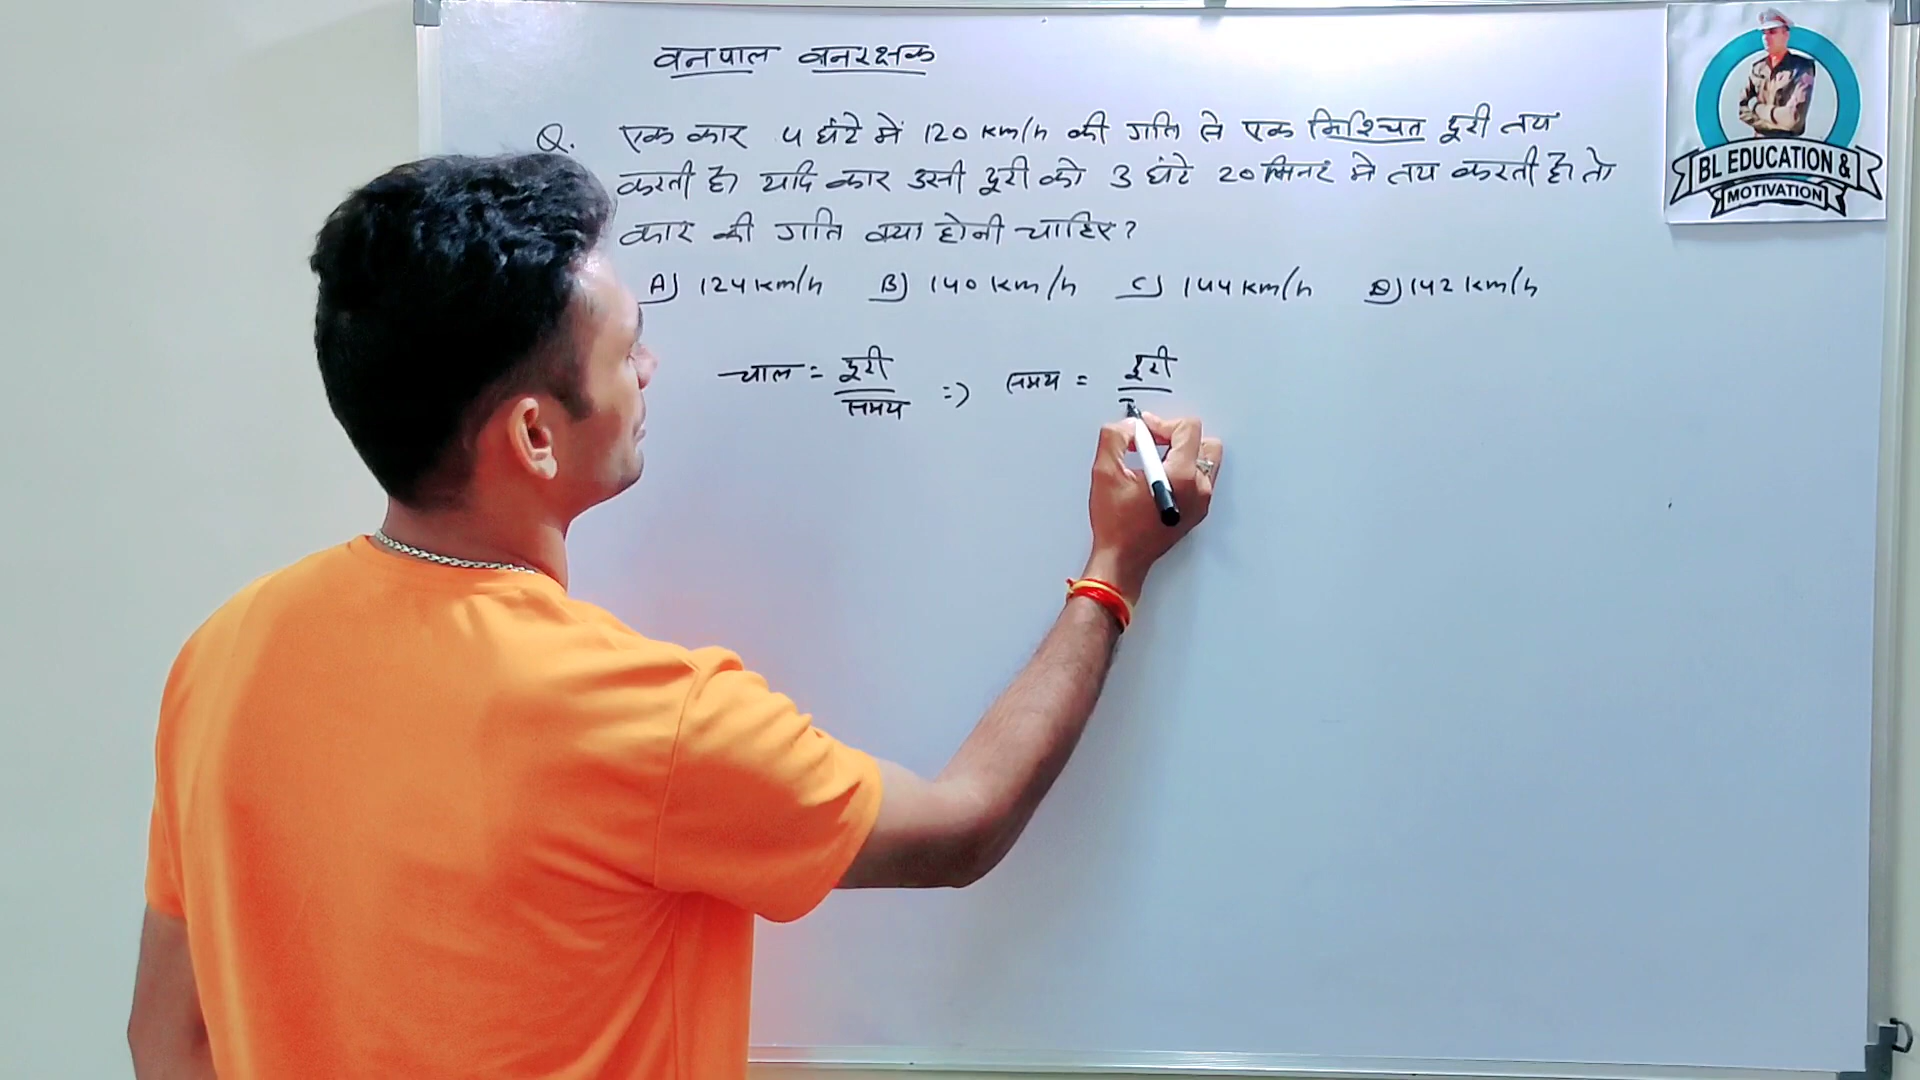 वनपाल वनरक्षक
Q. एक कार 4 घंटे में 120 km/h की गति से एक निश्चित दूरी तय
करती है। यदि कार उसी दूरी को 3 घंटे 20 मिनट मे तय करती है। तो
कार की गति क्या होनी चाहिए?
A) 124 km/h B) 140 km/h C) 144 km/h D) 142 km/h
चाल = दूरी / समय => समय = दूरी
BL EDUCATION &
MOTIVATION